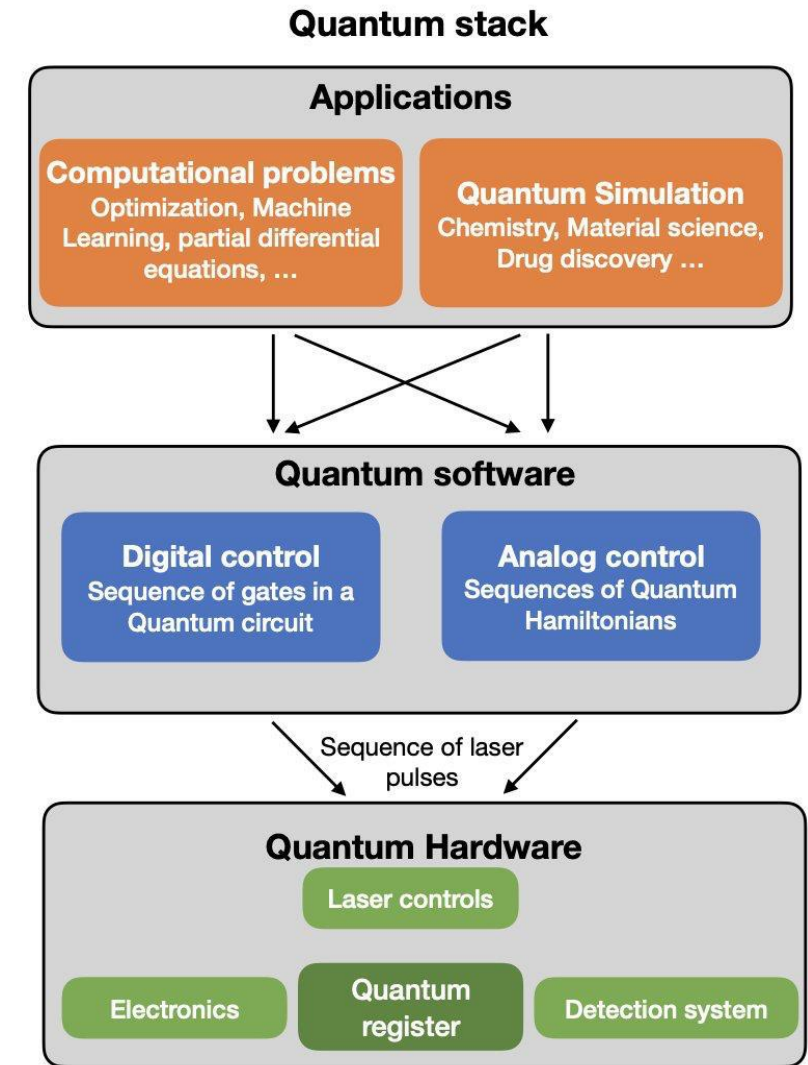 Quantum stack
Applications
Computational problems
Optimization, Machine
Learning, partial differential
equations, ...
Quantum Simulation
Chemistry, Material science,
Drug discovery ...
Quantum software
Digital control
Sequence of gates in a
Quantum circuit
Analog control
Sequences of Quantum
Hamiltonians
Sequence of laser
pulses
Quantum Hardware
Laser controls
Electronics
Quantum
register
Detection system